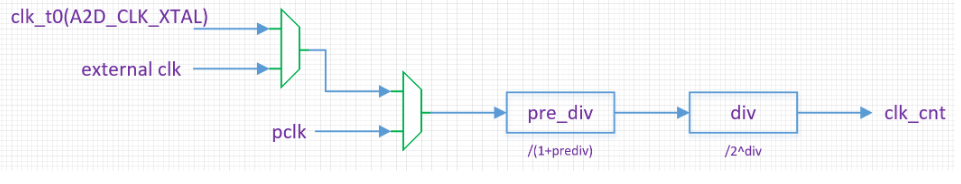 clk_t0(A2D_CLK_XTAL)
external clk
pclk
pre_div
div
clk_cnt
/(1+prediv)
/2^div